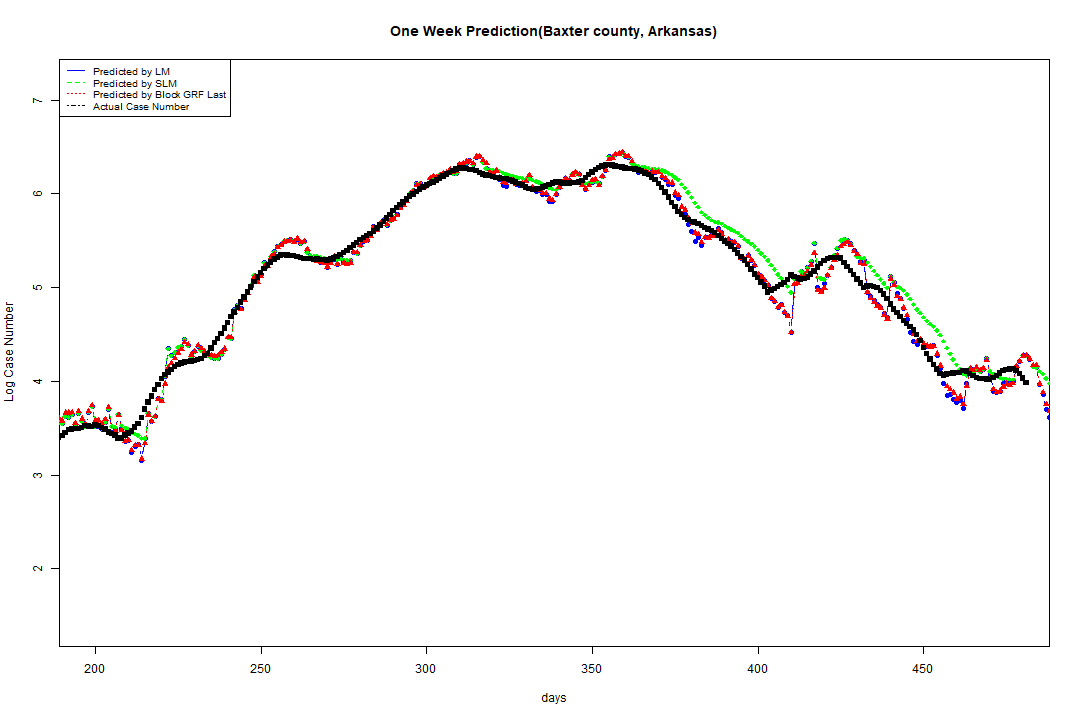 One Week Prediction(Baxter county, Arkansas)
Predicted by LM
Predicted by SLM
Predicted by Block GRF Last
Actual Case Number
7
6
5
4
3
2
Log Case Number
200 250 300 350 400 450
days